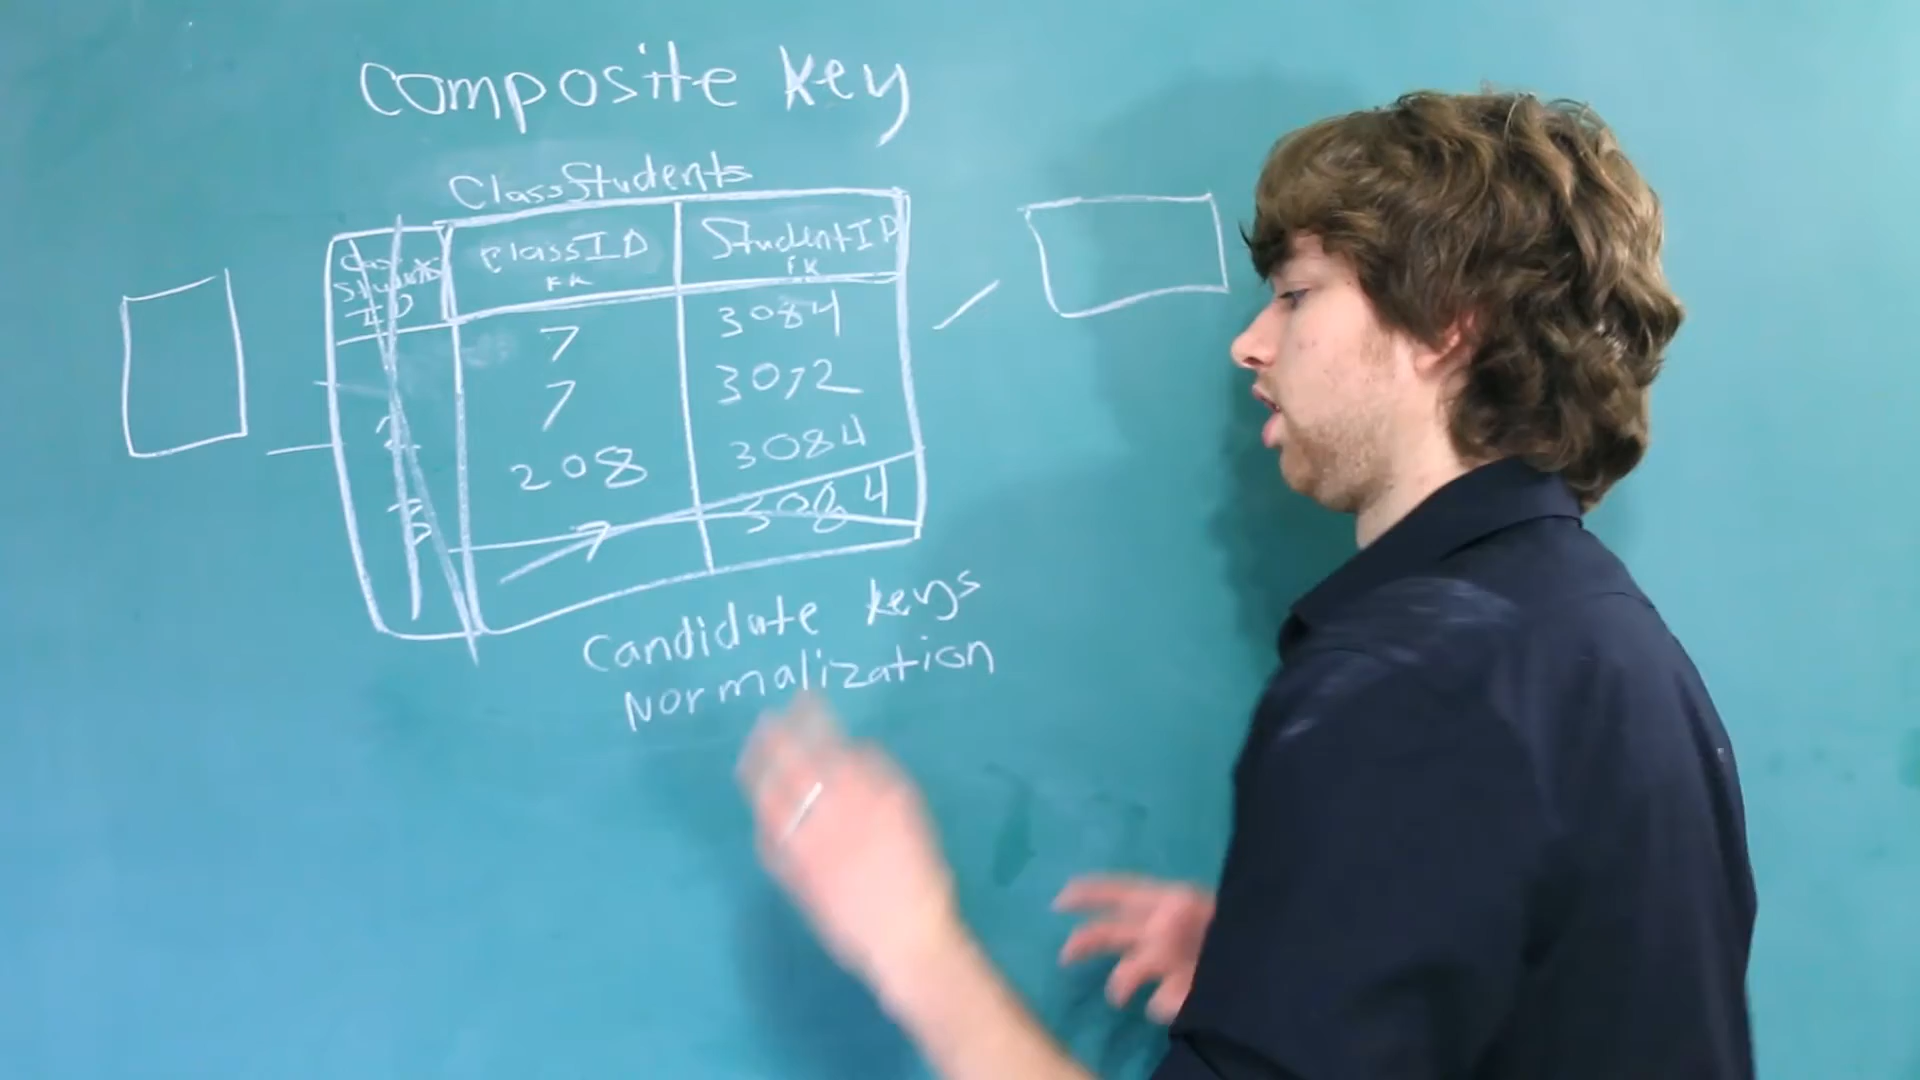 composite key
ClassStudents
ClassID StudentID
FK FK
7 3084
7 3072
208 3084
3084
Candidate keys
Normalization